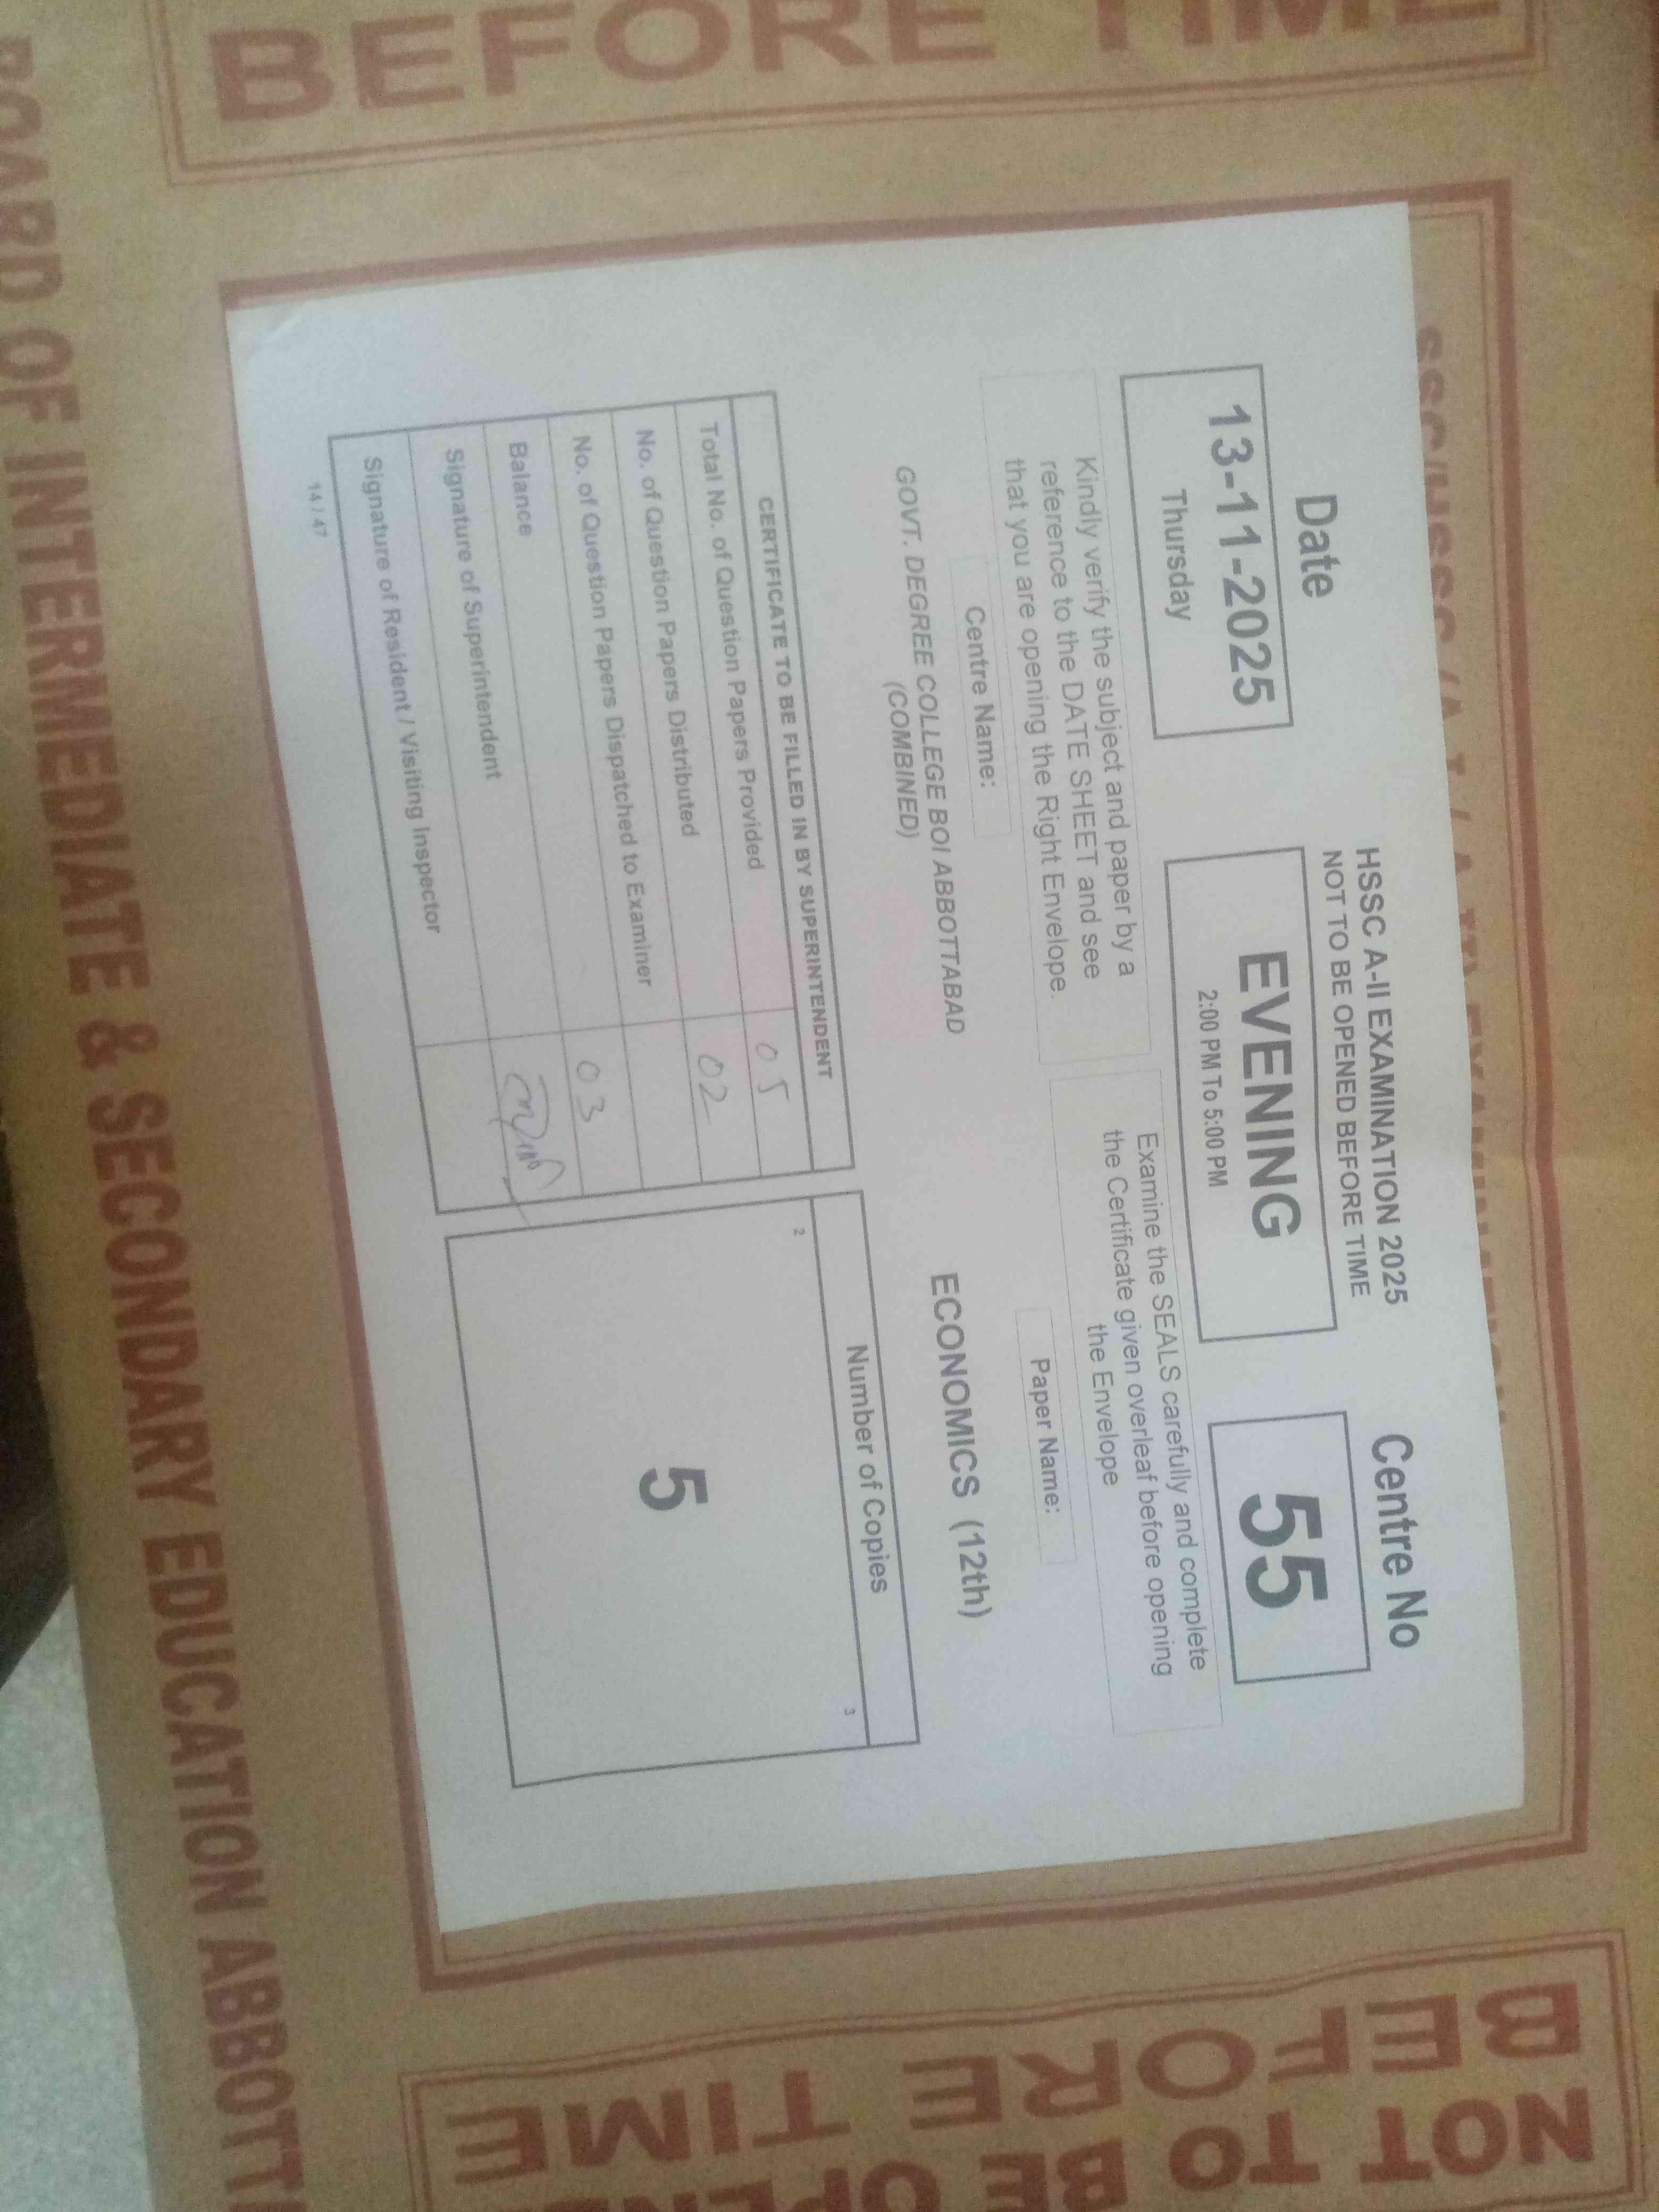 BEFORE TIME
SSC/HSSC (A-I / A-II) EXAMINATION
HSSC A-II EXAMINATION 2025
NOT TO BE OPENED BEFORE TIME
Date
Centre No
13-11-2025
Thursday
EVENING
2:00 PM To 5:00 PM
55
Kindly verify the subject and paper by a
reference to the DATE SHEET and see
that you are opening the Right Envelope.
Examine the SEALS carefully and complete
the Certificate given overleaf before opening
the Envelope
Centre Name:
Paper Name:
GOVT. DEGREE COLLEGE BOI ABBOTTABAD
(COMBINED)
ECONOMICS (12th)
CERTIFICATE TO BE FILLED IN BY SUPERINTENDENT
Total No. of Question Papers Provided 05
No. of Question Papers Distributed 02
No. of Question Papers Dispatched to Examiner
Balance 03
Signature of Superintendent
Signature of Resident / Visiting Inspector
Number of Copies
2
3
5
14 / 47
BOARD OF INTERMEDIATE & SECONDARY EDUCATION ABBOTT
NOT TO BE OPENE
BEFORE TIME